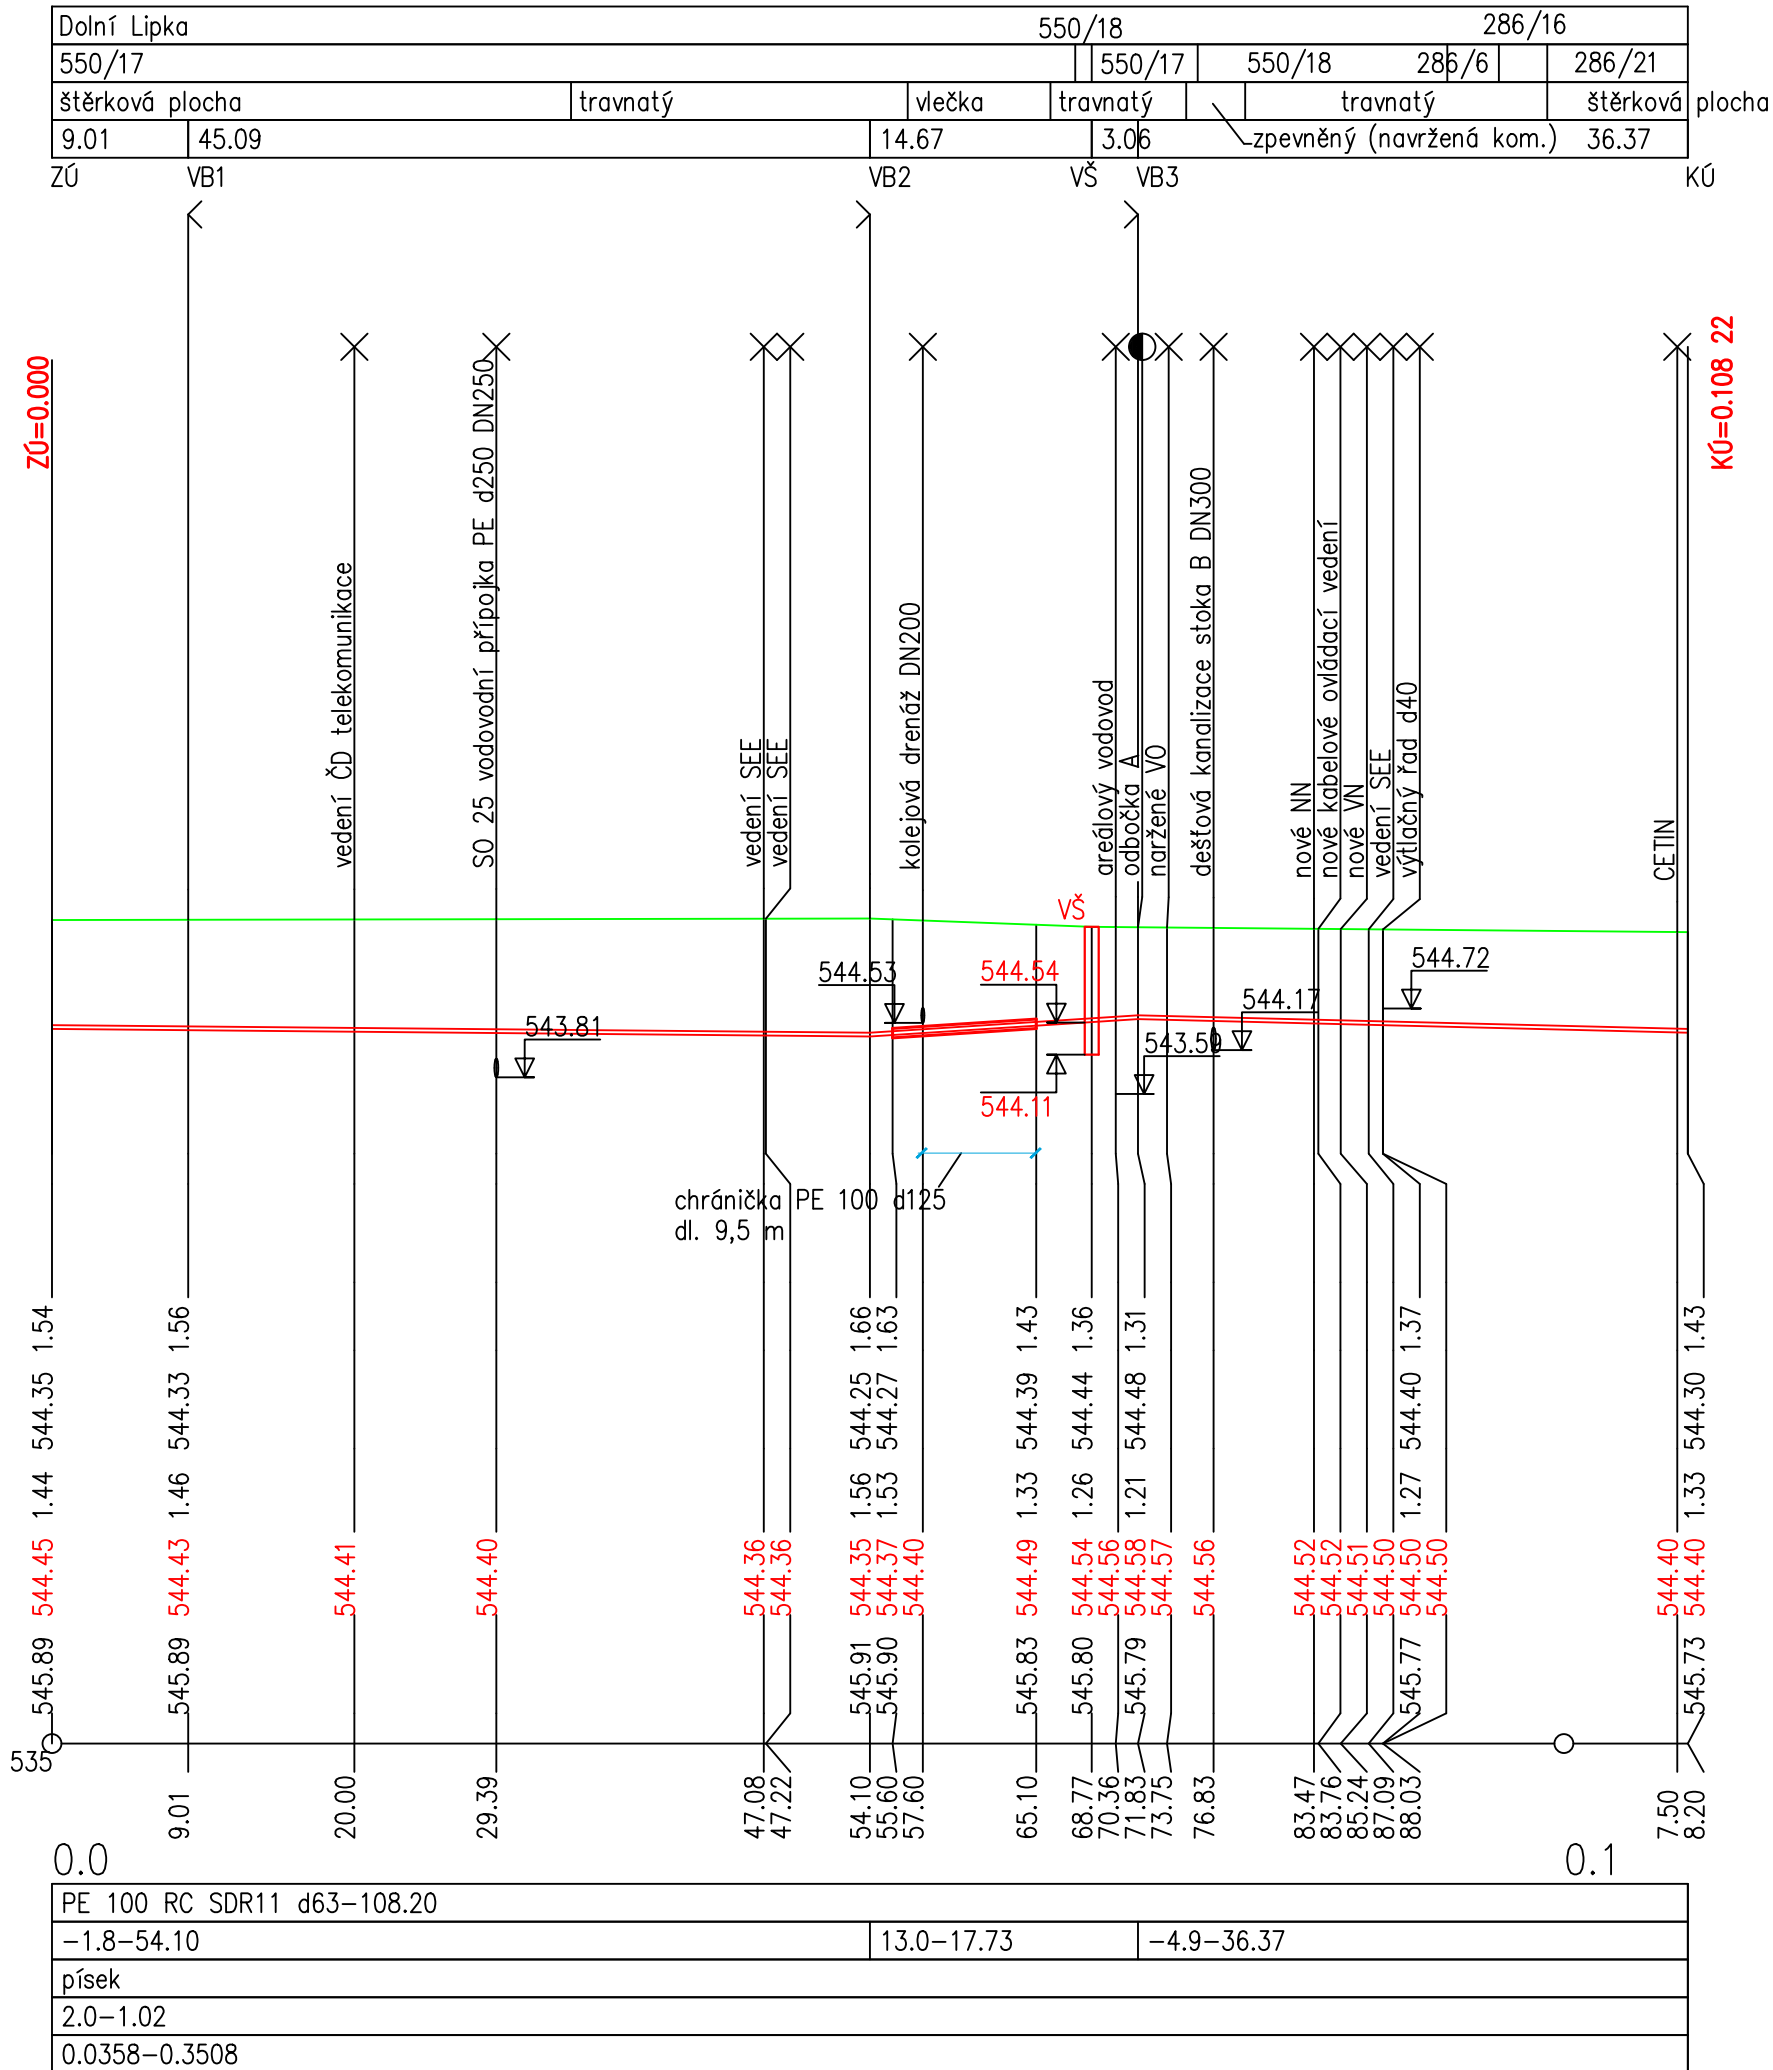 Dolní Lipka 550/18 286/16
550/17 550/17 550/18 286/6 286/21
štěrková plocha travnatý vlečka travnatý travnatý štěrková plocha
9.01 45.09 14.67 3.06 zpevněný (navržená kom.) 36.37
ZÚ VB1 VB2 VŠ VB3 KÚ
ZÚ=0.000
KÚ=0.108 22
vedení ČD telekomunikace
SO 25 vodovodní přípojka PE d250 DN250
vedení SEE
vedení SEE
kolejová drenáž DN200
areálový vodovod
odbočka A
naržené VO
dešťová kanalizace stoka B DN300
nové NN
nové kabelové ovládací vedení
nové VN
vedení SEE
výtlačný řad d40
CETIN
VŠ
544.53
544.54
544.72
544.17
543.81
543.59
544.11
chránička PE 100 d125
dl. 9,5 m
1.54 1.56 1.66 1.63 1.43 1.36 1.31 1.37 1.43
544.35 544.33 544.25 544.27 544.39 544.44 544.48 544.40 544.30
1.44 1.46 1.56 1.53 1.33 1.26 1.21 1.27 1.33
544.45 544.43 544.41 544.40 544.36 544.36 544.35 544.37 544.40 544.49 544.54 544.56 544.58 544.57 544.56 544.52 544.52 544.51 544.50 544.50 544.50 544.40 544.40
545.89 545.89 545.91 545.90 545.83 545.80 545.79 545.77 545.73
535
9.01 20.00 29.39 47.08 47.22 54.10 55.60 57.60 65.10 68.77 70.36 71.83 73.75 76.83 83.47 83.76 85.24 87.09 88.03 7.50 8.20
0.0 0.1
PE 100 RC SDR11 d63-108.20
-1.8-54.10 13.0-17.73 -4.9-36.37
písek
2.0-1.02
0.0358-0.3508